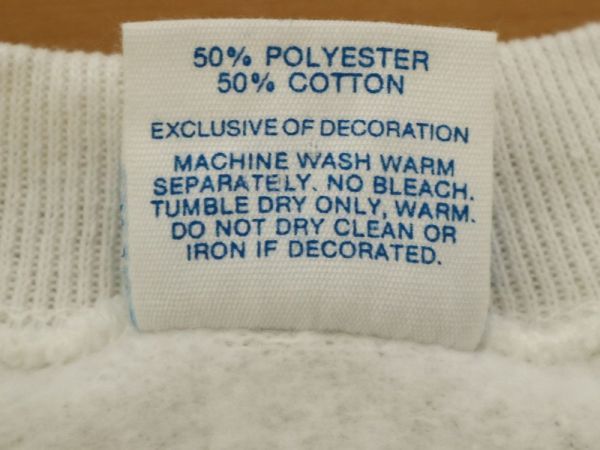 50% POLYESTER
50% COTTON
EXCLUSIVE OF DECORATION
MACHINE WASH WARM
SEPARATELY. NO BLEACH.
TUMBLE DRY ONLY, WARM.
DO NOT DRY CLEAN OR
IRON IF DECORATED.